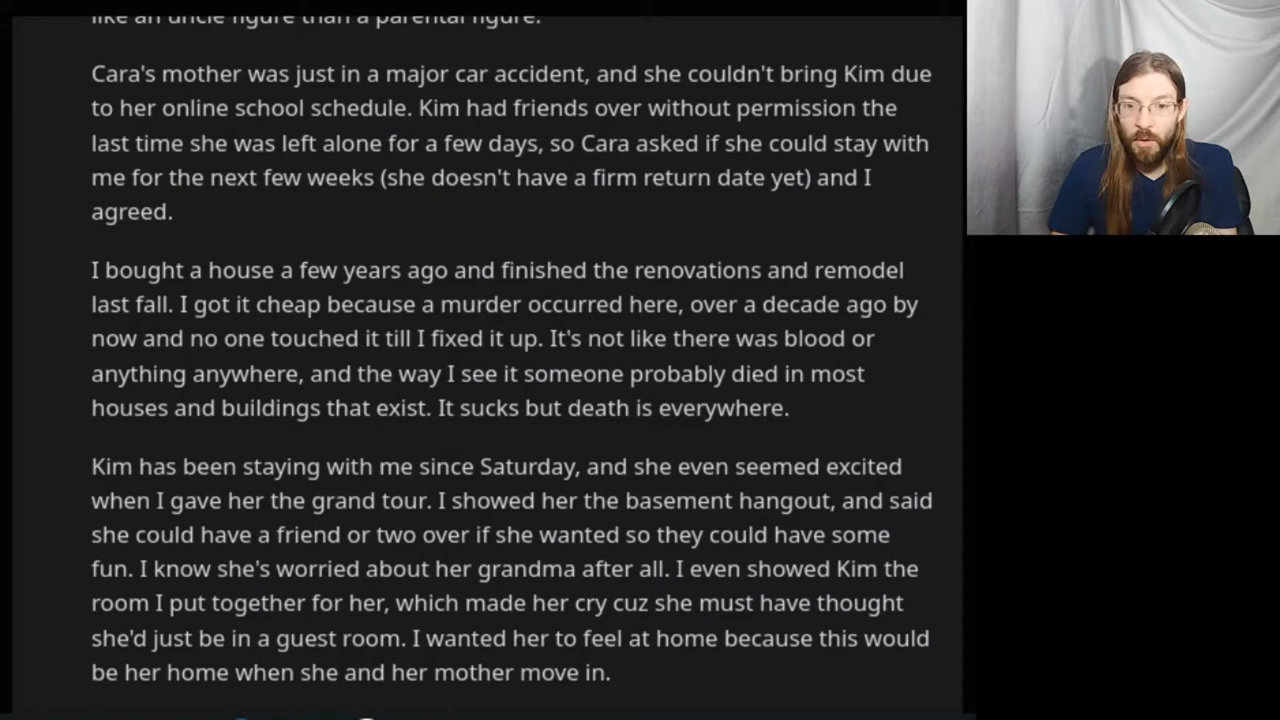 like an uncle figure than a parental figure.
Cara's mother was just in a major car accident, and she couldn't bring Kim due
to her online school schedule. Kim had friends over without permission the
last time she was left alone for a few days, so Cara asked if she could stay with
me for the next few weeks (she doesn't have a firm return date yet) and I
agreed.
I bought a house a few years ago and finished the renovations and remodel
last fall. I got it cheap because a murder occurred here, over a decade ago by
now and no one touched it till I fixed it up. It's not like there was blood or
anything anywhere, and the way I see it someone probably died in most
houses and buildings that exist. It sucks but death is everywhere.
Kim has been staying with me since Saturday, and she even seemed excited
when I gave her the grand tour. I showed her the basement hangout, and said
she could have a friend or two over if she wanted so they could have some
fun. I know she's worried about her grandma after all. I even showed Kim the
room I put together for her, which made her cry cuz she must have thought
she'd just be in a guest room. I wanted her to feel at home because this would
be her home when she and her mother move in.